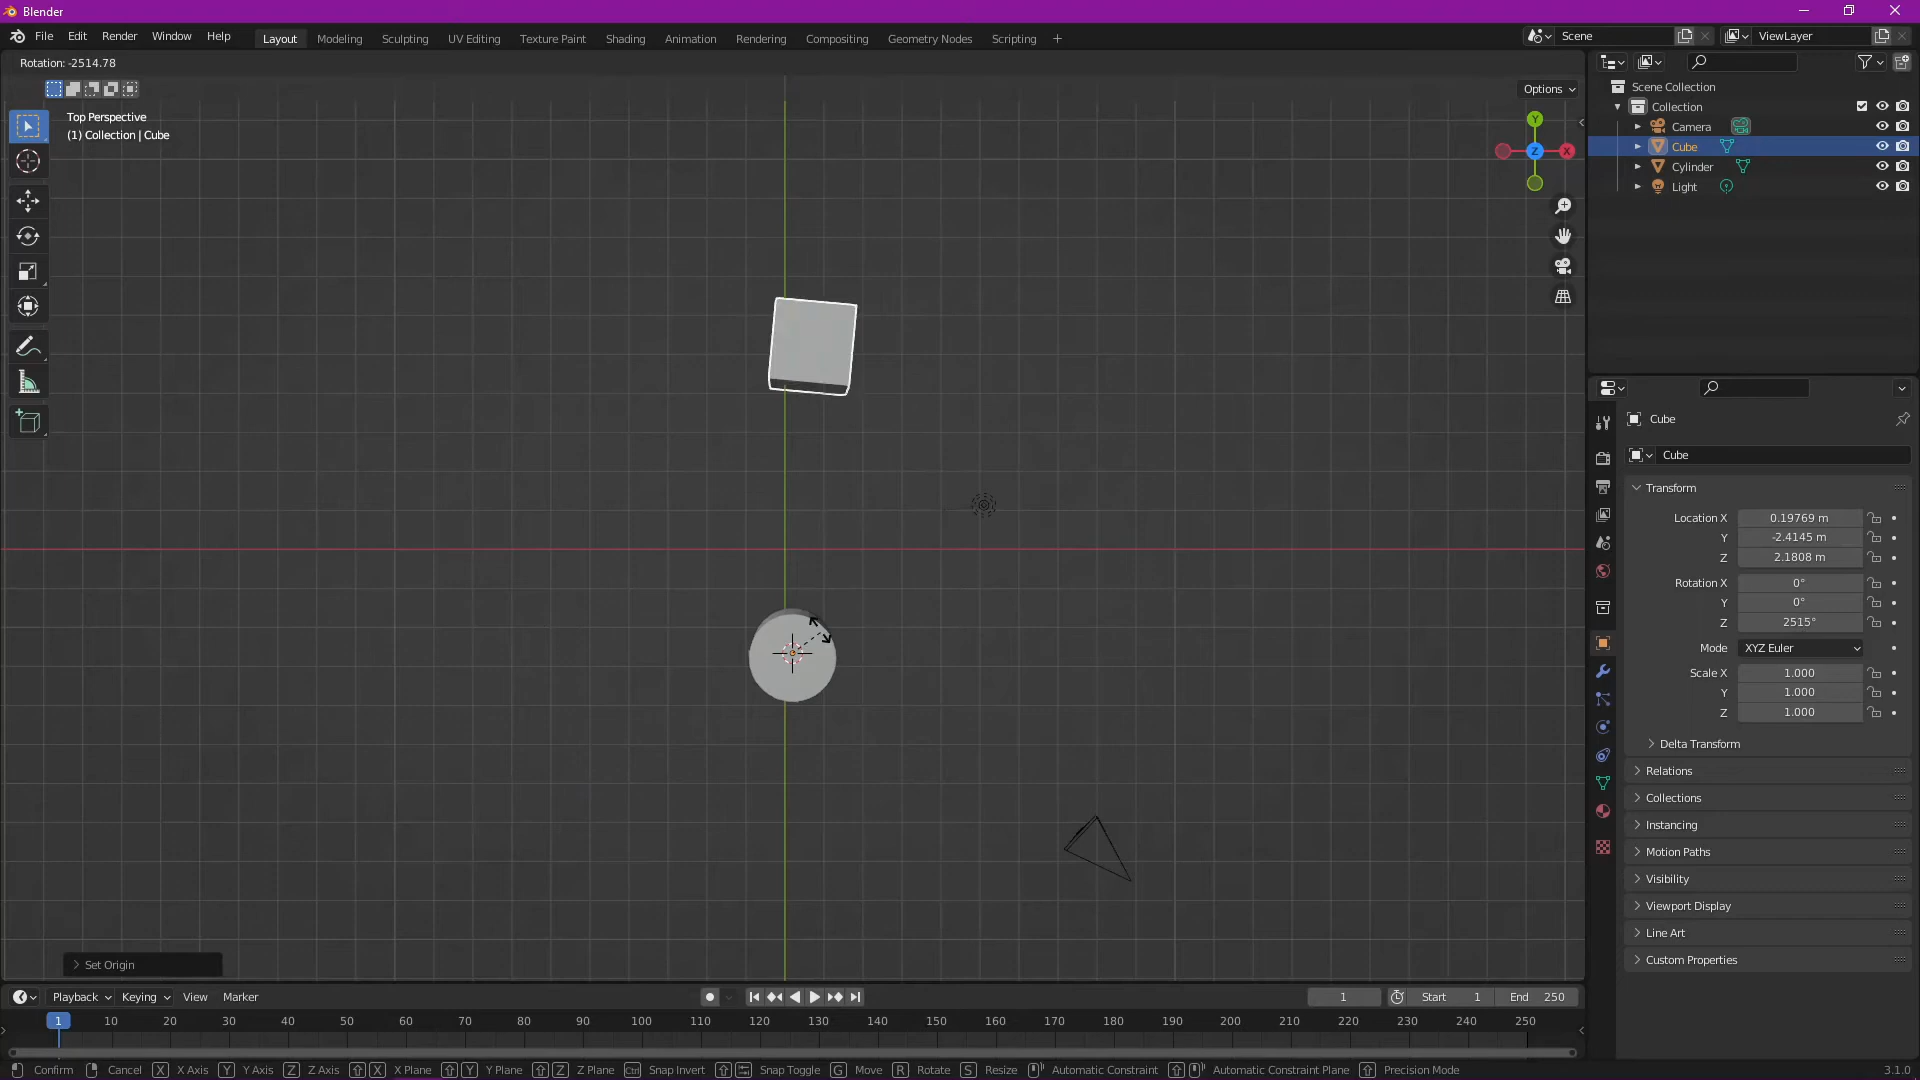 Blender
File Edit Render Window Help Layout Modeling Sculpting UV Editing Texture Paint Shading Animation Rendering Compositing Geometry Nodes Scripting + Scene ViewLayer
Rotation: -2514.78
Options
Top Perspective
(1) Collection | Cube
Y
Z X
Scene Collection
Collection
Camera
Cube
Cylinder
Light
Cube
Cube
Transform
Location X 0.19769 m
Y -2.4145 m
Z 2.1808 m
Rotation X 0°
Y 0°
Z 2515°
Mode XYZ Euler
Scale X 1.000
Y 1.000
Z 1.000
Delta Transform
Relations
Collections
Instancing
Motion Paths
Visibility
Viewport Display
Line Art
Custom Properties
Set Origin
Playback Keying View Marker 1 Start 1 End 250
1 10 20 30 40 50 60 70 80 90 100 110 120 130 140 150 160 170 180 190 200 210 220 230 240 250
Confirm Cancel X X Axis Y Y Axis Z Z Axis X X Plane Y Y Plane Z Z Plane Ctrl Snap Invert Snap Toggle G Move R Rotate S Resize Automatic Constraint Automatic Constraint Plane Precision Mode 3.1.0